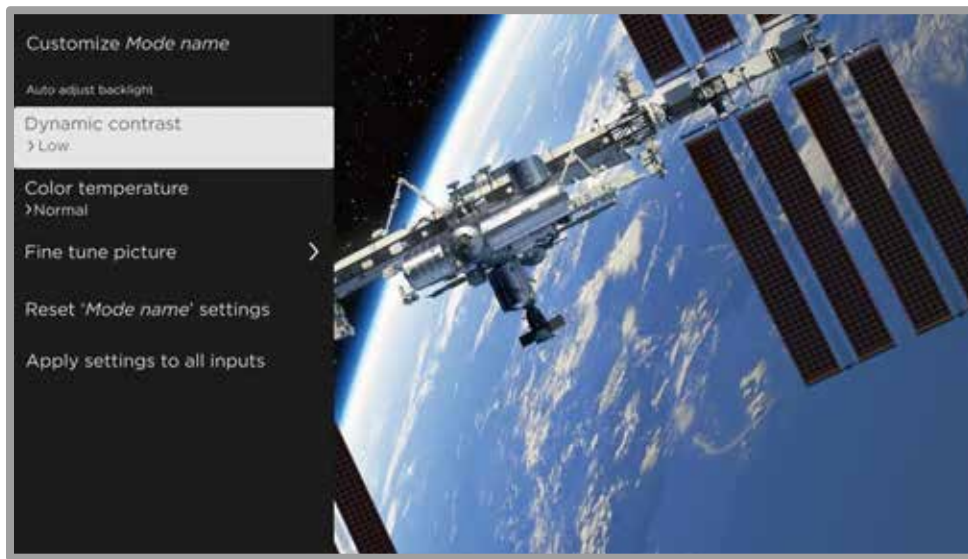 Customize Mode name
Auto adjust backlight
Dynamic contrast
>Low
Color temperature
>Normal
Fine tune picture >
Reset ‘Mode name’ settings
Apply settings to all inputs